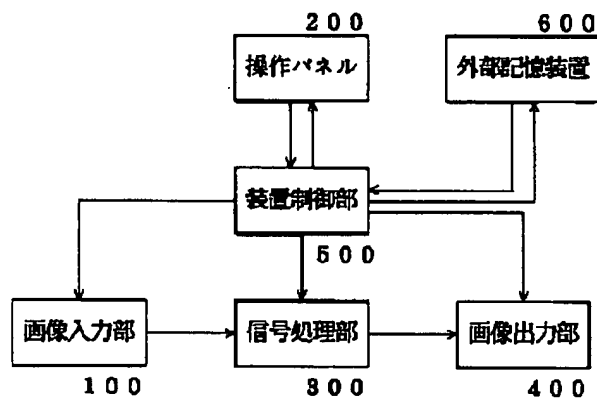 200
操作パネル
600
外部記憶装置
装置制御部
500
画像入力部
100
信号処理部
300
画像出力部
400